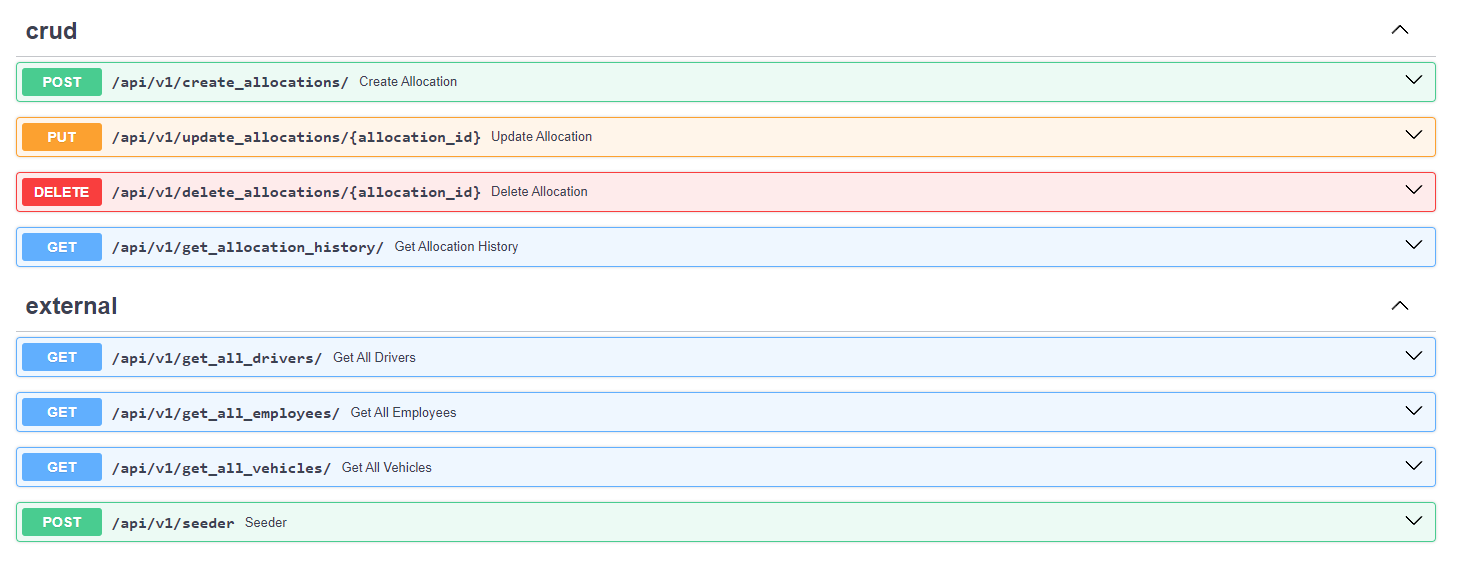 crud
POST /api/v1/create_allocations/ Create Allocation
PUT /api/v1/update_allocations/{allocation_id} Update Allocation
DELETE /api/v1/delete_allocations/{allocation_id} Delete Allocation
GET /api/v1/get_allocation_history/ Get Allocation History
external
GET /api/v1/get_all_drivers/ Get All Drivers
GET /api/v1/get_all_employees/ Get All Employees
GET /api/v1/get_all_vehicles/ Get All Vehicles
POST /api/v1/seeder Seeder